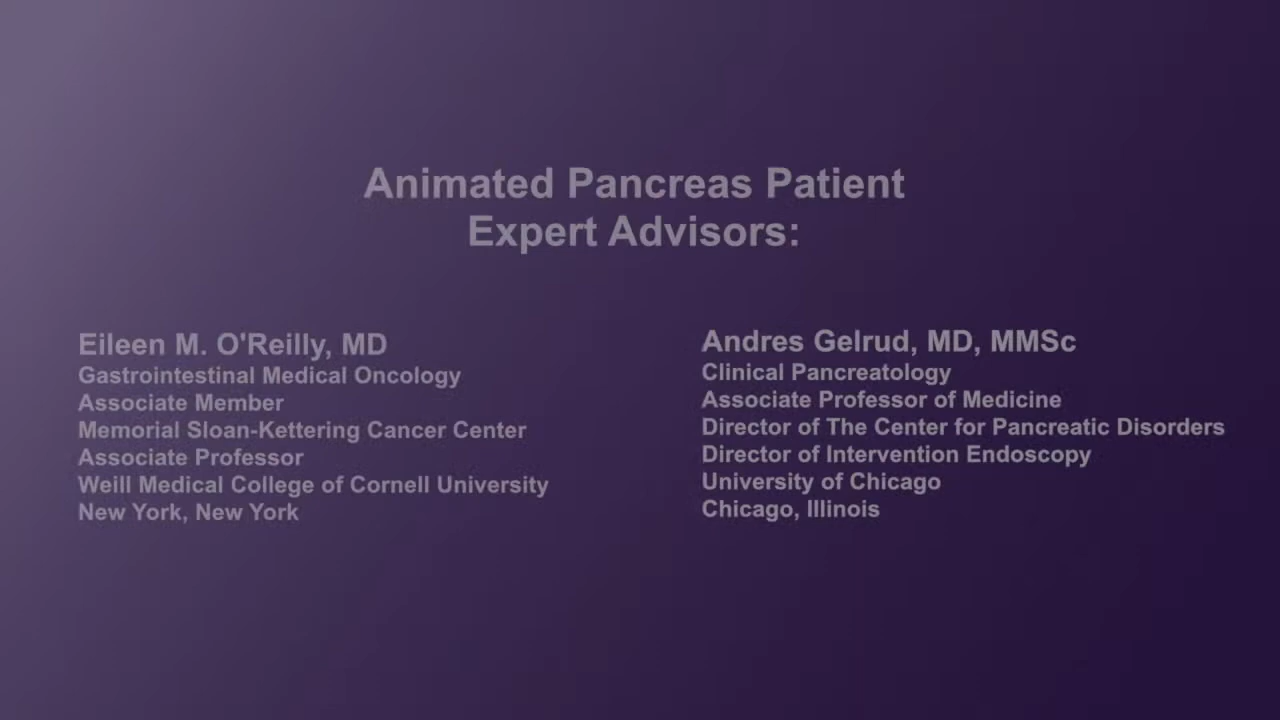 Animated Pancreas Patient
Expert Advisors:
Eileen M. O'Reilly, MD
Gastrointestinal Medical Oncology
Associate Member
Memorial Sloan-Kettering Cancer Center
Associate Professor
Weill Medical College of Cornell University
New York, New York
Andres Gelrud, MD, MMSc
Clinical Pancreatology
Associate Professor of Medicine
Director of The Center for Pancreatic Disorders
Director of Intervention Endoscopy
University of Chicago
Chicago, Illinois